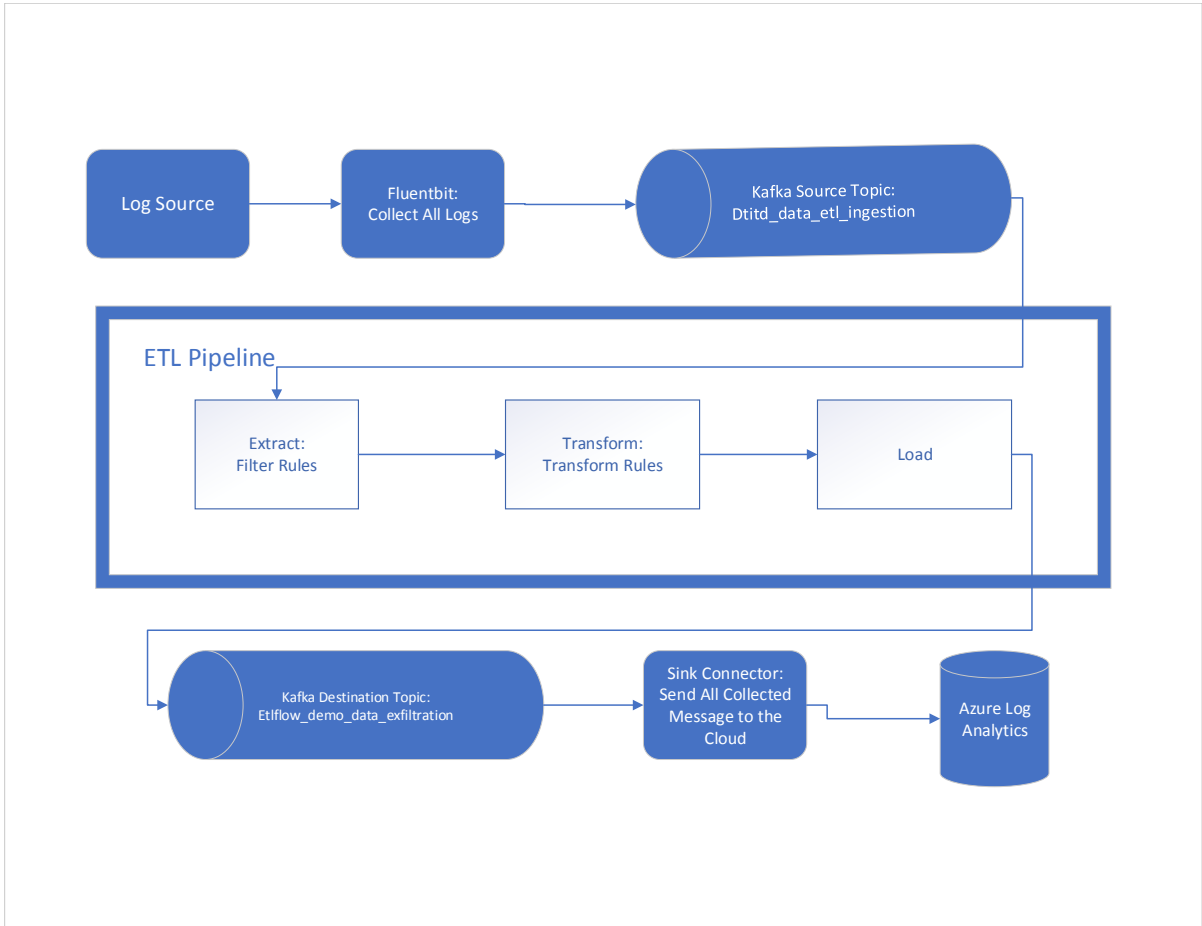 Log Source
Fluentbit:
Collect All Logs
Kafka Source Topic:
Dtitd_data_etl_ingestion
ETL Pipeline
Extract:
Filter Rules
Transform:
Transform Rules
Load
Kafka Destination Topic:
Etlflow_demo_data_exfiltration
Sink Connector:
Send All Collected
Message to the
Cloud
Azure Log
Analytics